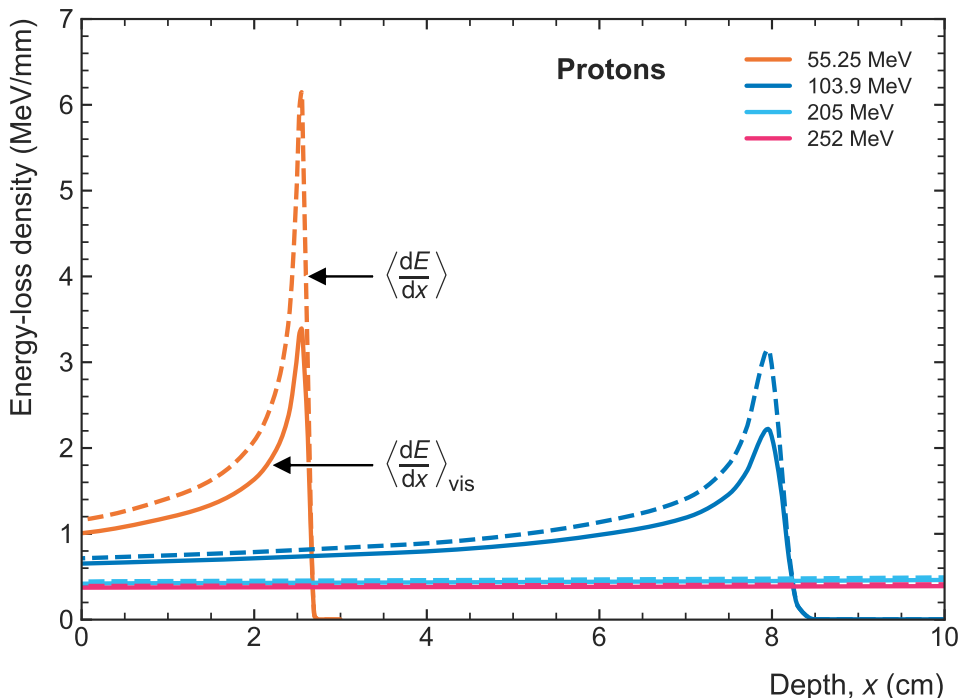 Energy-loss density (MeV/mm)
7
6
5
4
3
2
1
0
Protons
55.25 MeV
103.9 MeV
205 MeV
252 MeV
⟨dE/dx⟩
⟨dE/dx⟩vis
0 2 4 6 8 10
Depth, x (cm)